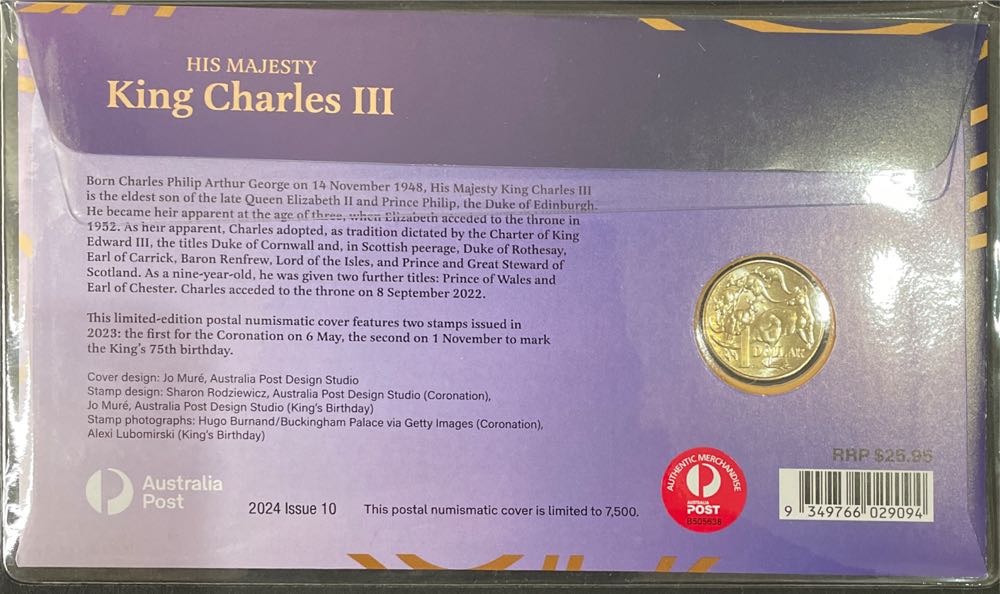 HIS MAJESTY
King Charles III
Born Charles Philip Arthur George on 14 November 1948, His Majesty King Charles III
is the eldest son of the late Queen Elizabeth II and Prince Philip, the Duke of Edinburgh.
He became heir apparent at the age of three, when Elizabeth acceded to the throne in
1952. As heir apparent, Charles adopted, as tradition dictated by the Charter of King
Edward III, the titles Duke of Cornwall and, in Scottish peerage, Duke of Rothesay,
Earl of Carrick, Baron Renfrew, Lord of the Isles, and Prince and Great Steward of
Scotland. As a nine-year-old, he was given two further titles: Prince of Wales and
Earl of Chester. Charles acceded to the throne on 8 September 2022.
This limited-edition postal numismatic cover features two stamps issued in
2023: the first for the Coronation on 6 May, the second on 1 November to mark
the King's 75th birthday.
Cover design: Jo Muré, Australia Post Design Studio
Stamp design: Sharon Rodziewicz, Australia Post Design Studio (Coronation),
Jo Muré, Australia Post Design Studio (King's Birthday)
Stamp photographs: Hugo Burnand/Buckingham Palace via Getty Images (Coronation),
Alexi Lubomirski (King's Birthday)
1 DOLLAR
Australia
Post
2024 Issue 10
This postal numismatic cover is limited to 7,500.
AUTHENTIC MERCHANDISE
AUSTRALIA
POST
B505638
RRP $25.95
9 349766 029094